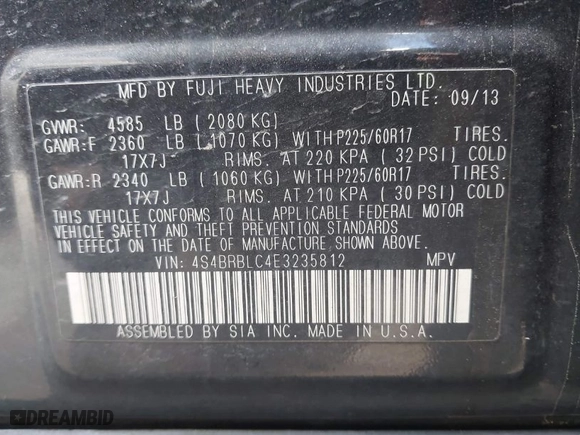 MFD BY FUJI HEAVY INDUSTRIES LTD.
DATE: 09/13
GVWR: 4585 LB (2080 KG)
GAWR:F 2360 LB (1070 KG) WITHP225/60R17 TIRES.
17X7J RIMS. AT 220 KPA (32 PSI) COLD
GAWR:R 2340 LB (1060 KG) WITHP225/60R17 TIRES.
17X7J RIMS. AT 210 KPA (30 PSI) COLD
THIS VEHICLE CONFORMS TO ALL APPLICABLE FEDERAL MOTOR
VEHICLE SAFETY AND THEFT PREVENTION STANDARDS
IN EFFECT ON THE DATE OF MANUFACTURE SHOWN ABOVE.
VIN: 4S4BRBLC4E3235812 MPV
ASSEMBLED BY SIA INC. MADE IN U.S.A.
DREAMBID